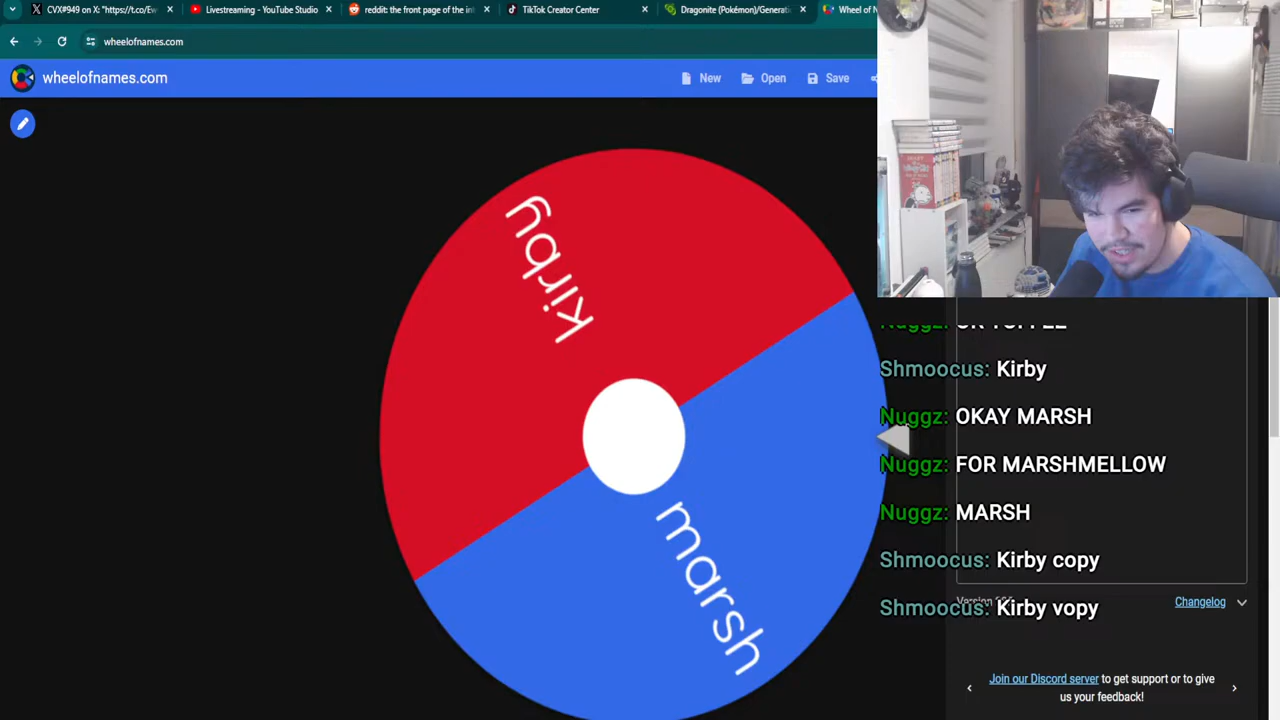 CVX#949 on X: "https://t.co/Ew
Livestreaming - YouTube Studio
reddit: the front page of the in
TikTok Creator Center
Dragonite (Pokémon)/Generati
Wheel of N
wheelofnames.com
wheelofnames.com
New
Open
Save
kirby
marsh
Nuggz:
Shmoocus: Kirby
Nuggz: OKAY MARSH
Nuggz: FOR MARSHMELLOW
Nuggz: MARSH
Shmoocus: Kirby copy
Version
Changelog
Shmoocus: Kirby vopy
Join our Discord server to get support or to give
us your feedback!